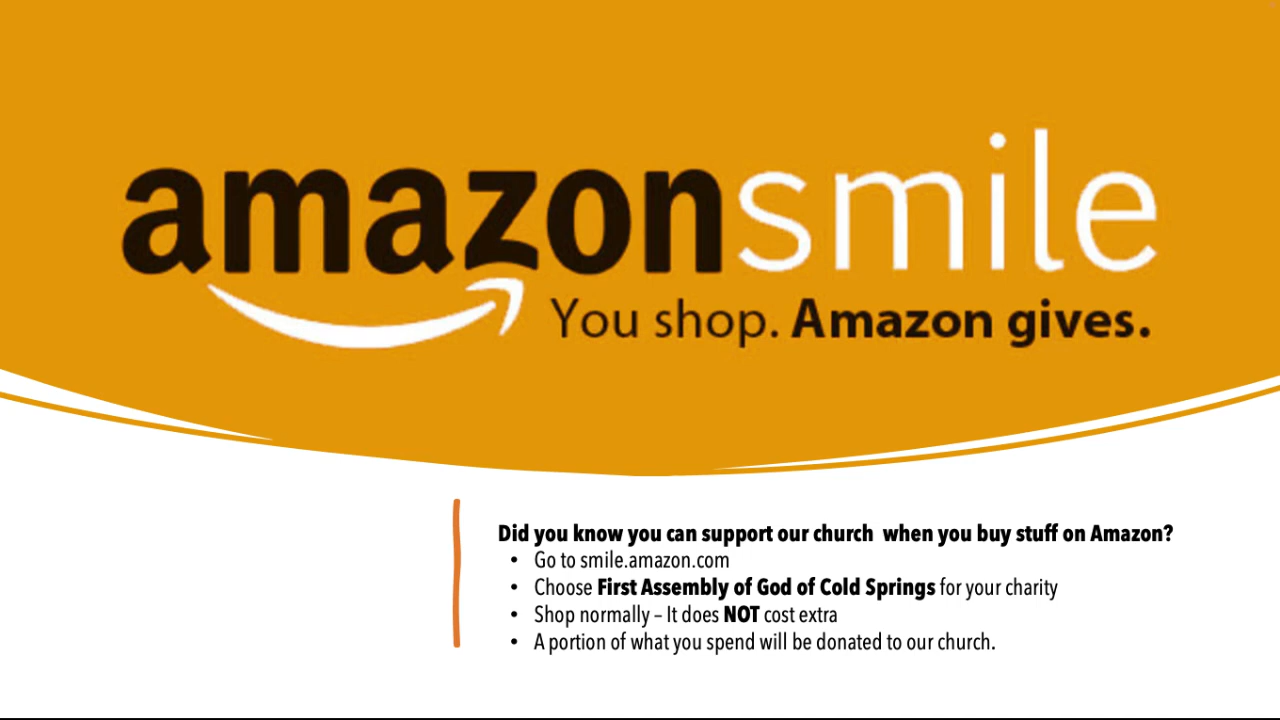 amazonsmile
You shop. Amazon gives.
Did you know you can support our church  when you buy stuff on Amazon?
• Go to smile.amazon.com
• Choose First Assembly of God of Cold Springs for your charity
• Shop normally – It does NOT cost extra
• A portion of what you spend will be donated to our church.